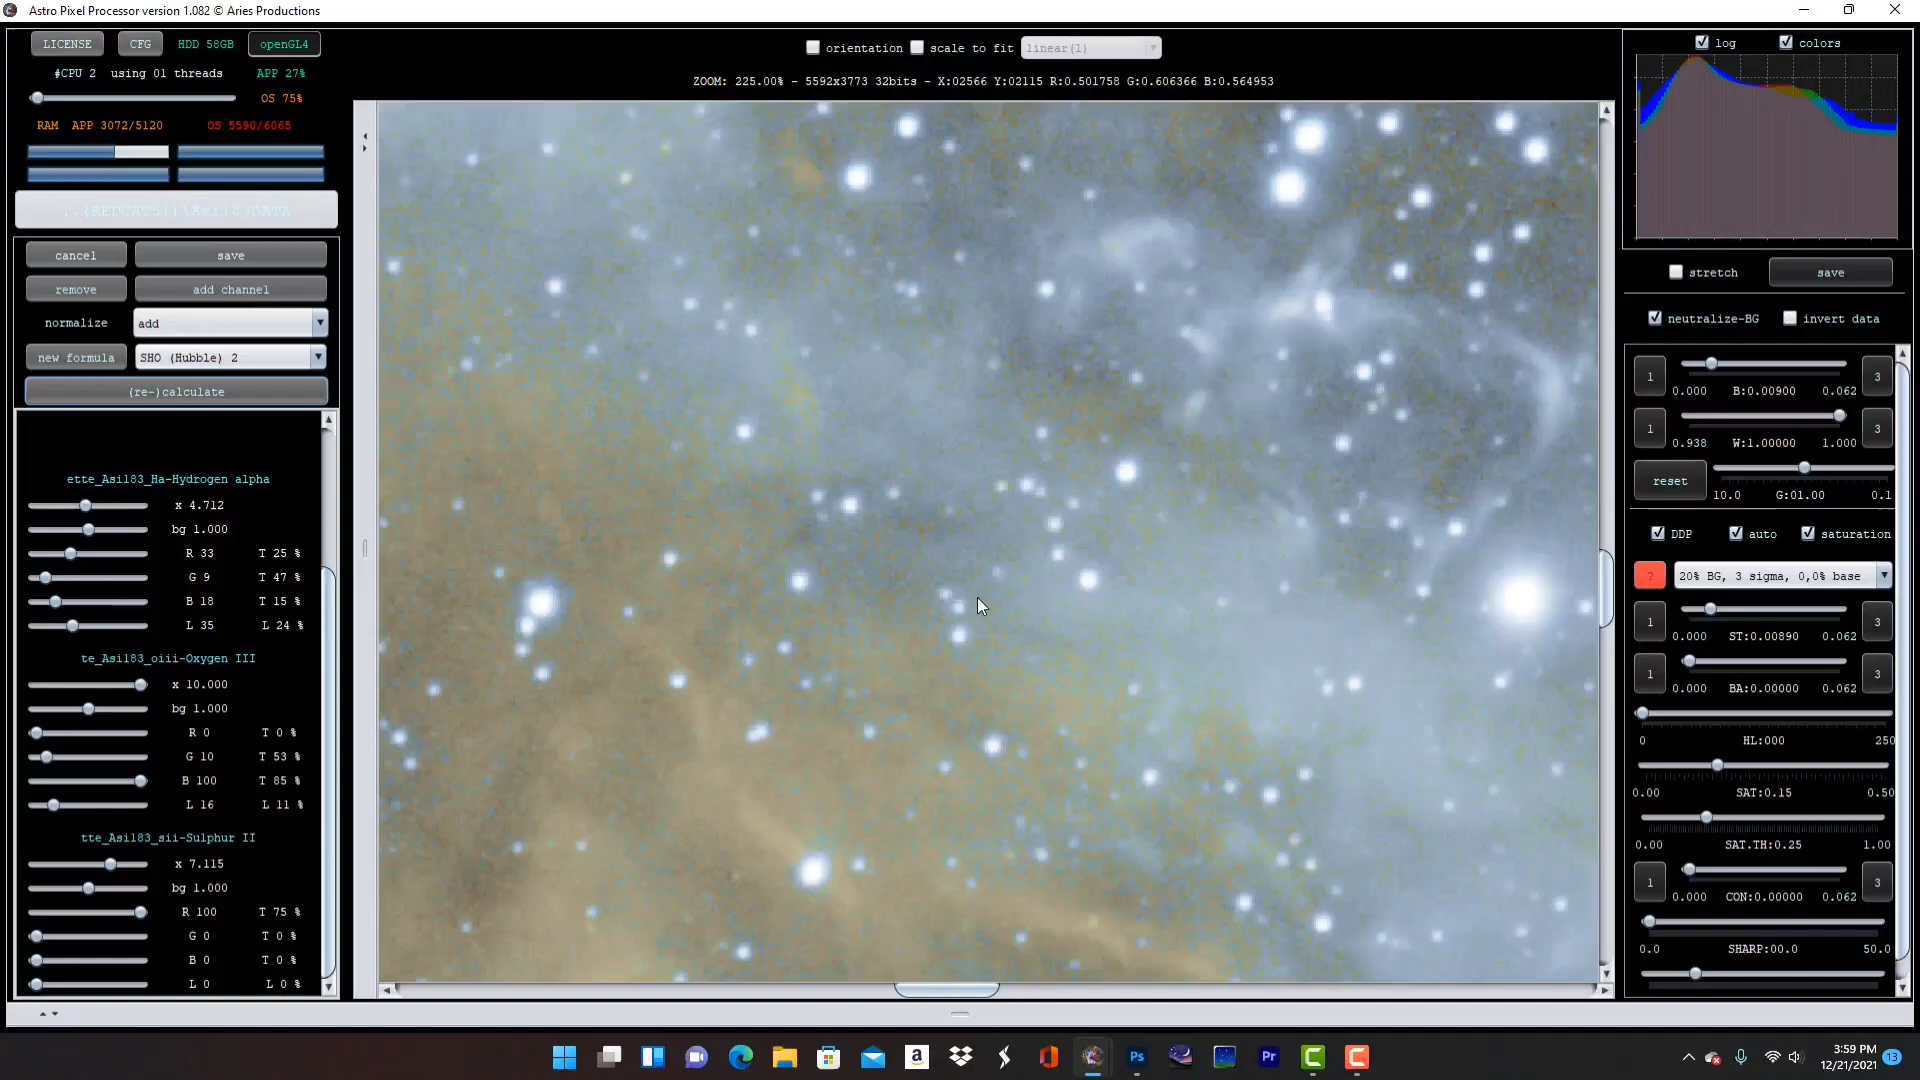 Astro Pixel Processor version 1.082 © Aries Productions
LICENSE CFG HDD 58GB openGL4
#CPU 2 using 01 threads APP 27%
OS 75%
RAM APP 3072/5120 OS 5590/6065
..(REDCAT51)\Asi183DATA
cancel save
remove add channel
normalize add
new formula SHO (Hubble) 2
(re-)calculate
ette_Asi183_Ha-Hydrogen alpha
x 4.712
bg 1.000
R 33 T 25 %
G 9 T 47 %
B 18 T 15 %
L 35 L 24 %
te_Asi183_oiii-Oxygen III
x 10.000
bg 1.000
R 0 T 0 %
G 10 T 53 %
B 100 T 85 %
L 16 L 11 %
tte_Asi183_sii-Sulphur II
x 7.115
bg 1.000
R 100 T 75 %
G 0 T 0 %
B 0 T 0 %
L 0 L 0 %
orientation scale to fit linear(1)
ZOOM: 225.00% - 5592x3773 32bits - X:02566 Y:02115 R:0.501758 G:0.606366 B:0.564953
log colors
stretch save
neutralize-BG invert data
1 3
0.000 B:0.00900 0.062
1 3
0.938 W:1.00000 1.000
reset
10.0 G:01.00 0.1
DDP auto saturation
? 20% BG, 3 sigma, 0,0% base
1 3
0.000 ST:0.00890 0.062
1 3
0.000 BA:0.00000 0.062
0 HL:000 250
0.00 SAT:0.15 0.50
0.00 SAT.TH:0.25 1.00
1 3
0.000 CON:0.00000 0.062
0.0 SHARP:00.0 50.0
a Ps Pr C C
3:59 PM
12/21/2021 13